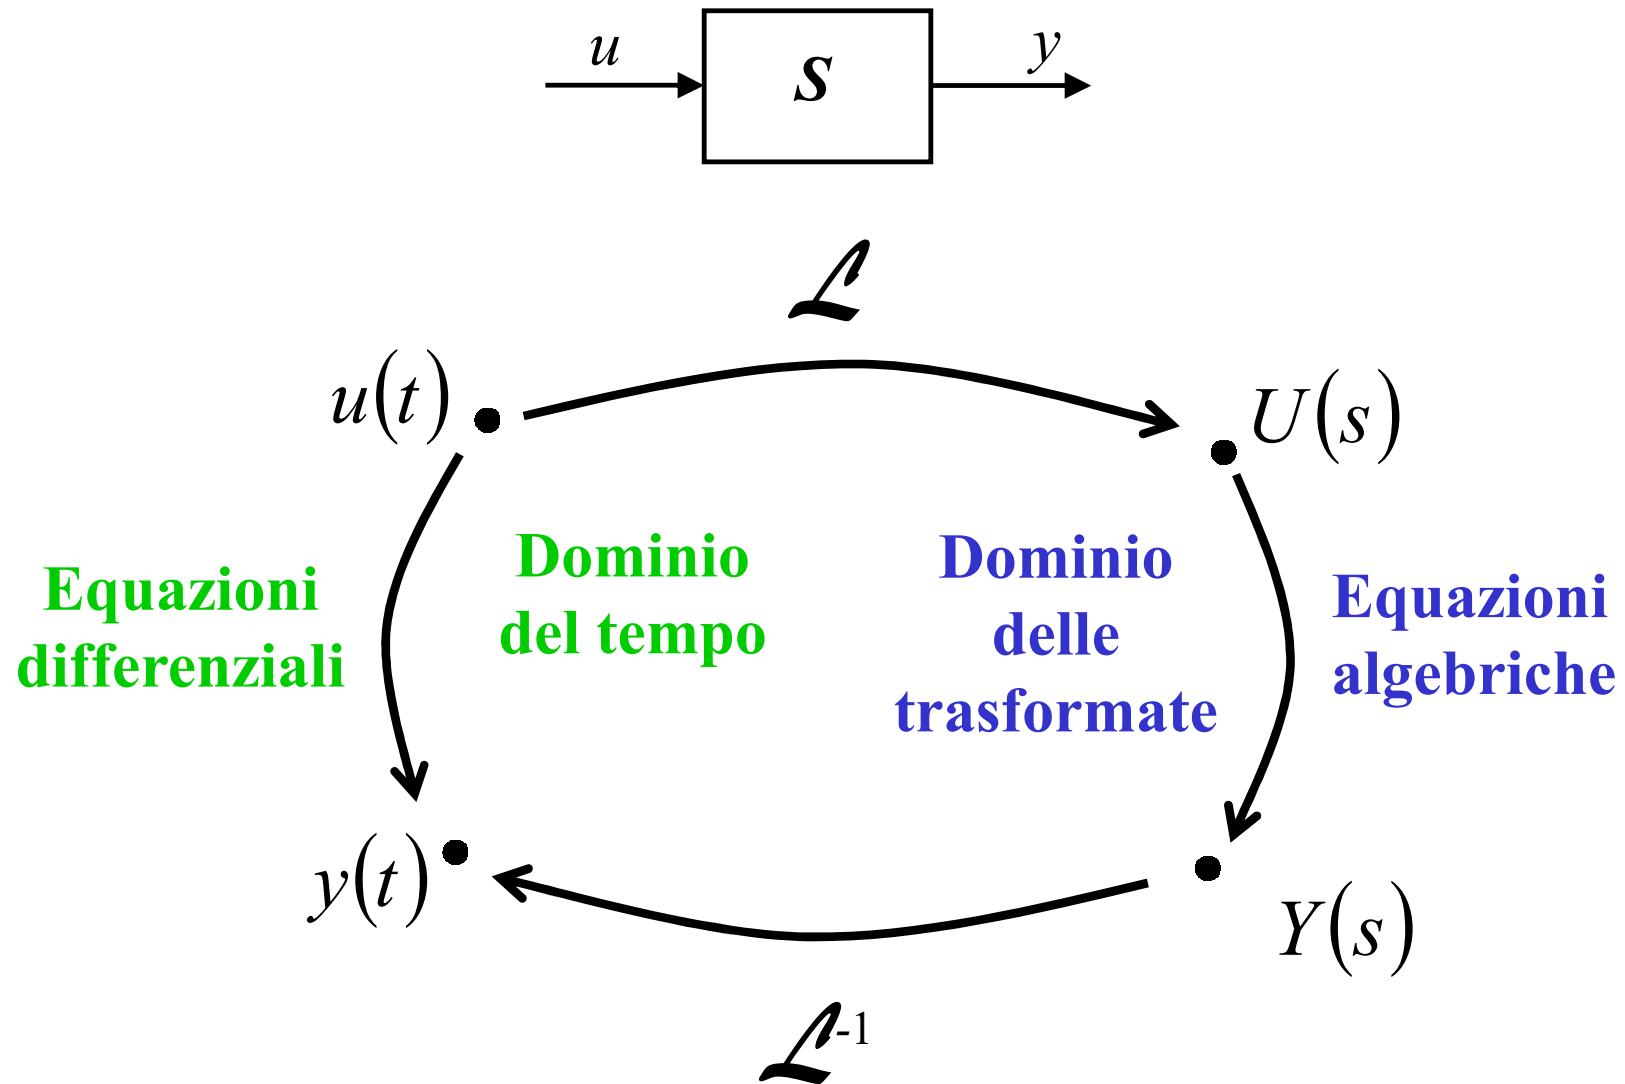 u
S
y
ℒ
u(t)
U(s)
Equazioni
differenziali
Dominio
del tempo
Dominio
delle
trasformate
Equazioni
algebriche
y(t)
Y(s)
ℒ-1